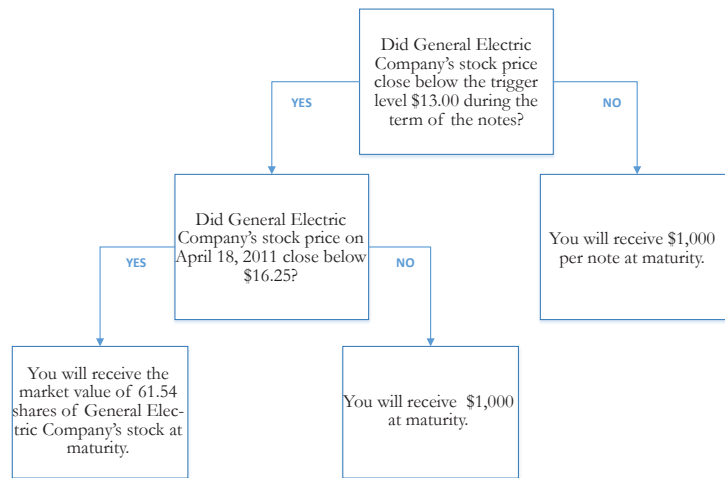 Did General Electric
Company's stock price
close below the trigger
level $13.00 during the
term of the notes?
YES
NO
Did General Electric
Company's stock price on
April 18, 2011 close below
$16.25?
You will receive $1,000
per note at maturity.
YES
NO
You will receive the
market value of 61.54
shares of General Elec-
tric Company's stock at
maturity.
You will receive $1,000
at maturity.